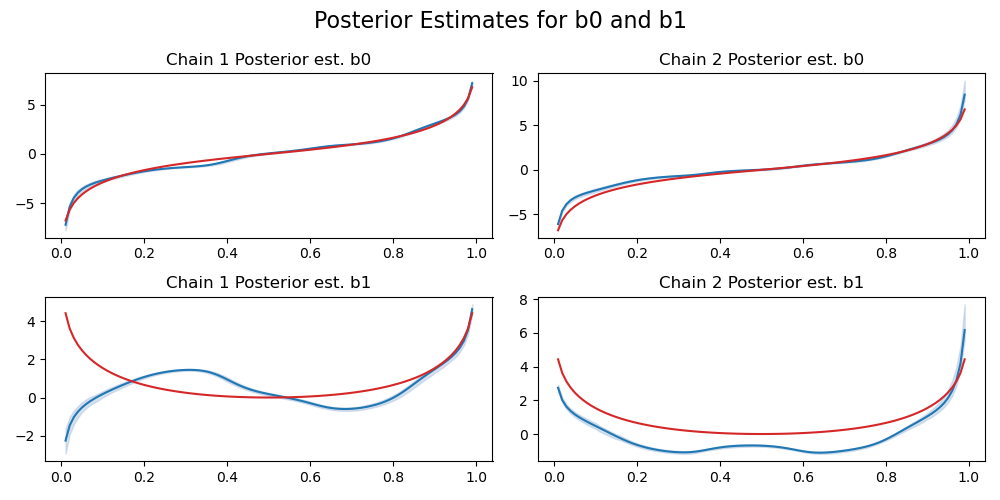 Posterior Estimates for b0 and b1
Chain 1 Posterior est. b0
5
0
−5
0.0 0.2 0.4 0.6 0.8 1.0
Chain 2 Posterior est. b0
10
5
0
−5
0.0 0.2 0.4 0.6 0.8 1.0
Chain 1 Posterior est. b1
4
2
0
−2
0.0 0.2 0.4 0.6 0.8 1.0
Chain 2 Posterior est. b1
8
6
4
2
0
0.0 0.2 0.4 0.6 0.8 1.0